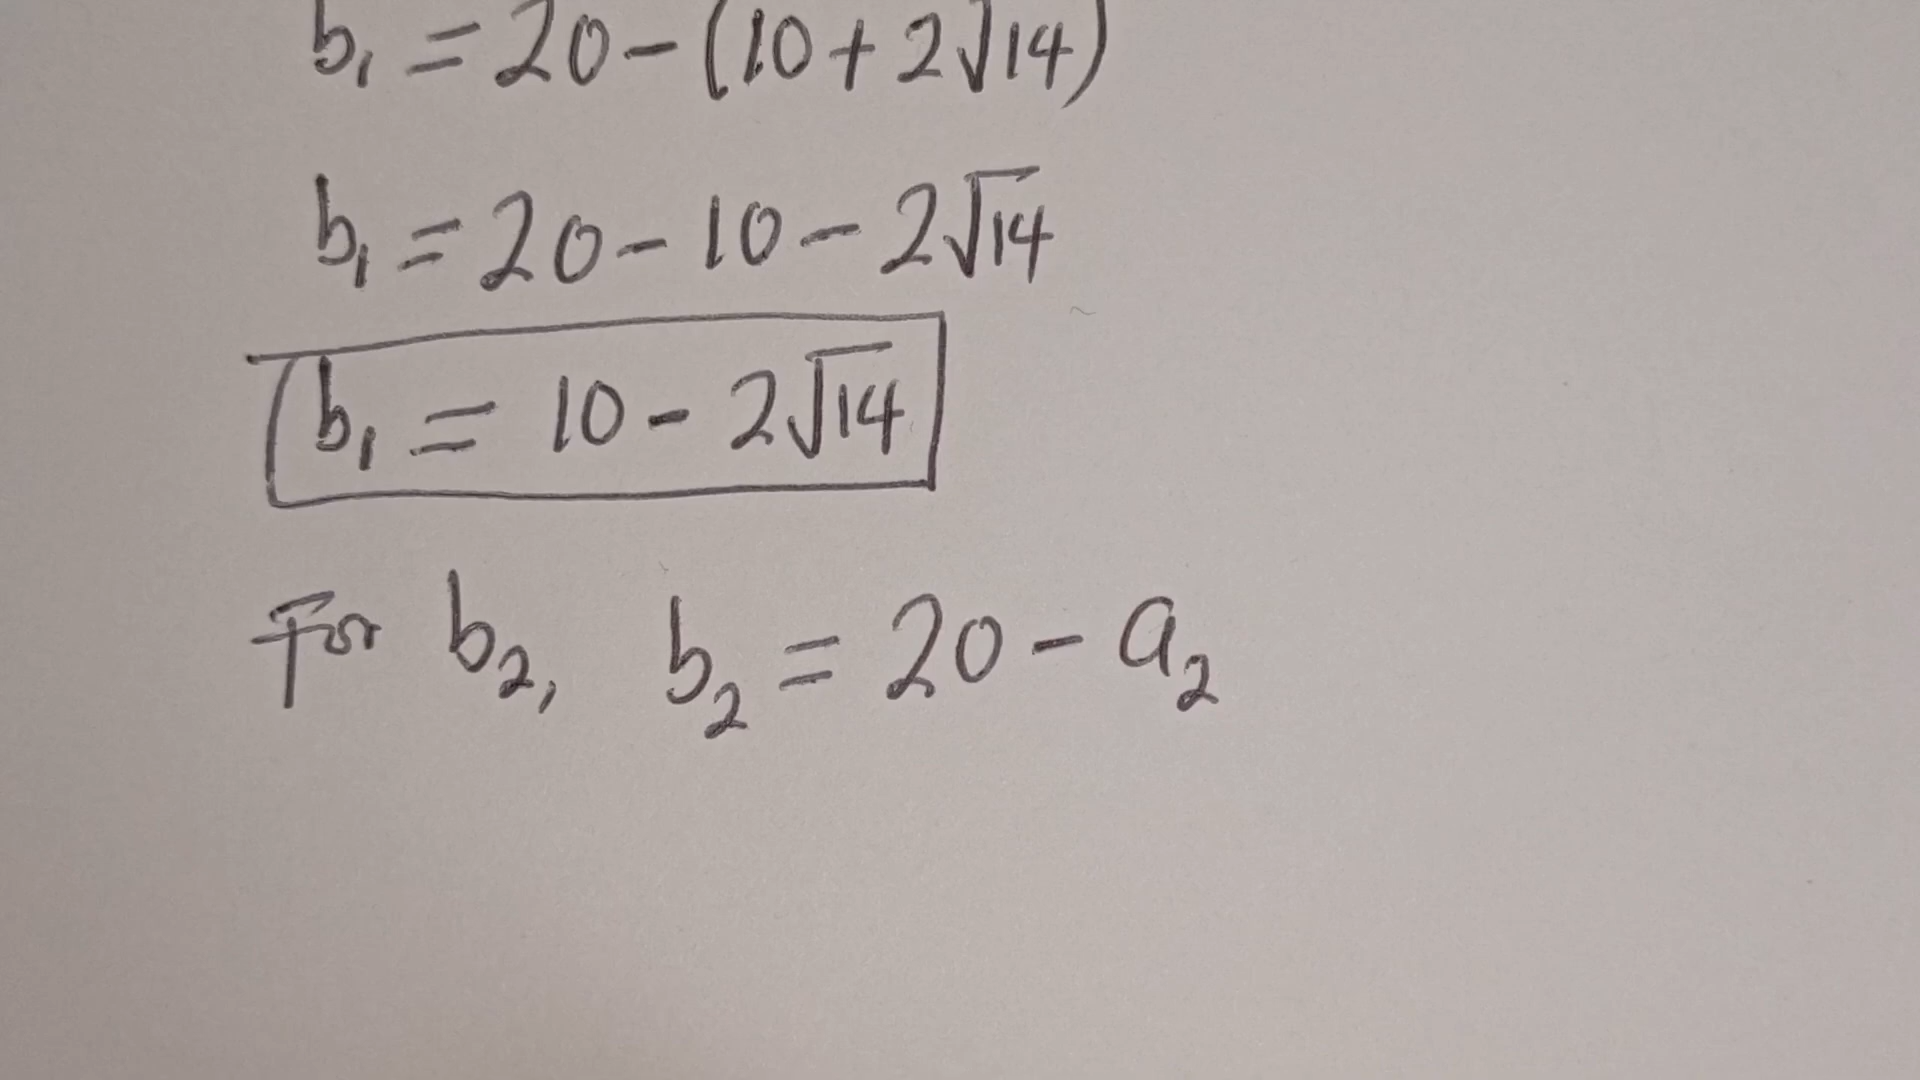 b₁ = 20 - (10 + 2√14)
b₁ = 20 - 10 - 2√14
b₁ = 10 - 2√14
For b₂, b₂ = 20 - a₂